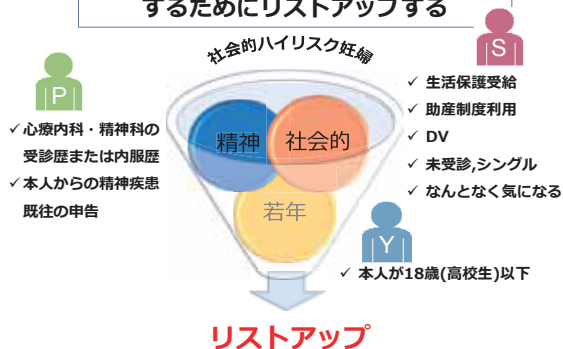 するためにリストアップする
社会的ハイリスク妊婦
P
✓心療内科・精神科の
受診歴または内服歴
✓本人からの精神疾患
既往の申告
精神
社会的
若年
S
✓ 生活保護受給
✓ 助産制度利用
✓ DV
✓ 未受診,シングル
✓ なんとなく気になる
Y
✓ 本人が18歳(高校生)以下
リストアップ